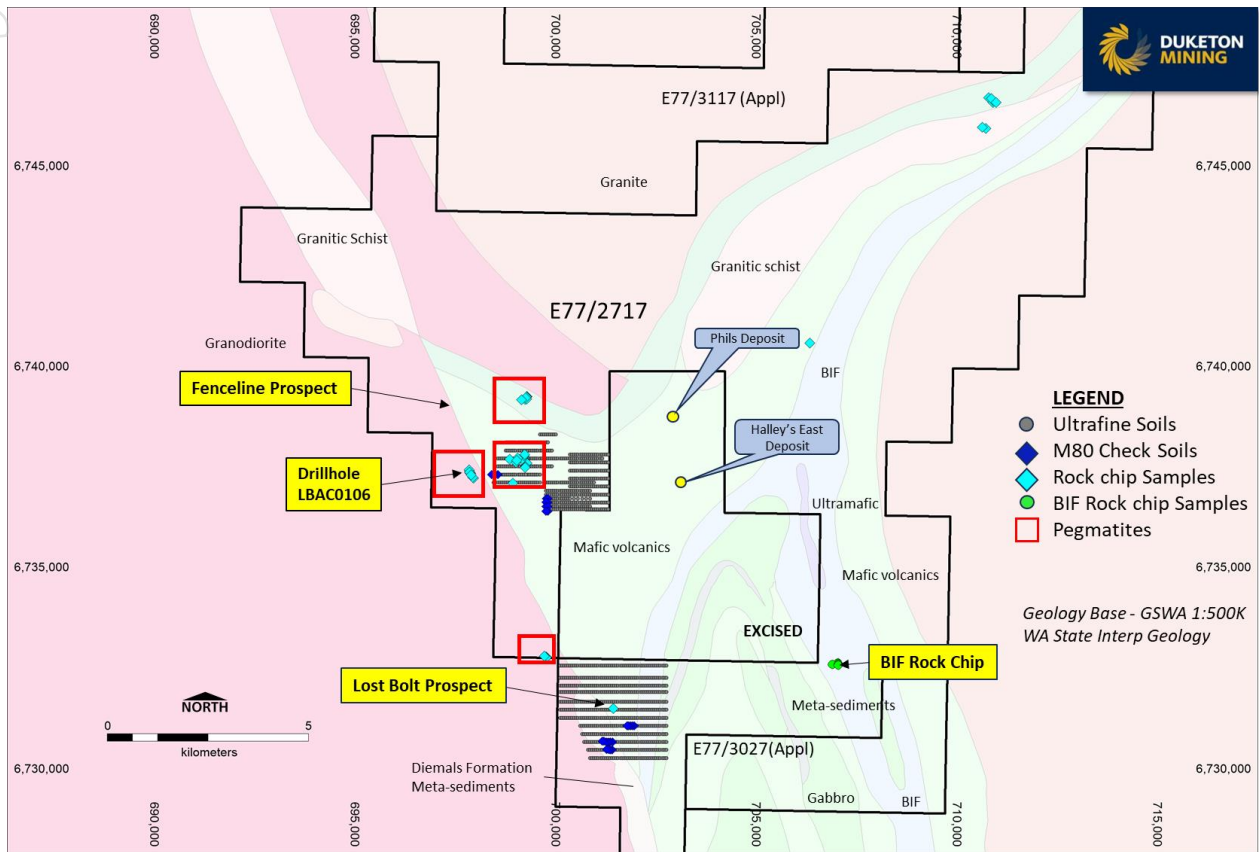 690,000
695,000
700,000
705,000
710,000
DUKETON
MINING
E77/3117 (Appl)
6,745,000
6,745,000
Granite
Granitic Schist
Granitic schist
E77/2717
Phils Deposit
Granodiorite
6,740,000
BIF
6,740,000
Fenceline Prospect
Halley's East
Deposit
LEGEND
Ultrafine Soils
M80 Check Soils
Rock chip Samples
BIF Rock chip Samples
Pegmatites
Drillhole
LBAC0106
Ultramafic
Mafic volcanics
6,735,000
Mafic volcanics
6,735,000
Geology Base - GSWA 1:500K
WA State Interp Geology
EXCISED
BIF Rock Chip
Lost Bolt Prospect
NORTH
0
5
kilometers
Meta-sediments
E77/3027(Appl)
6,730,000
6,730,000
Diemals Formation
Meta-sediments
Gabbro
BIF
690,000
695,000
700,000
705,000
710,000
715,000